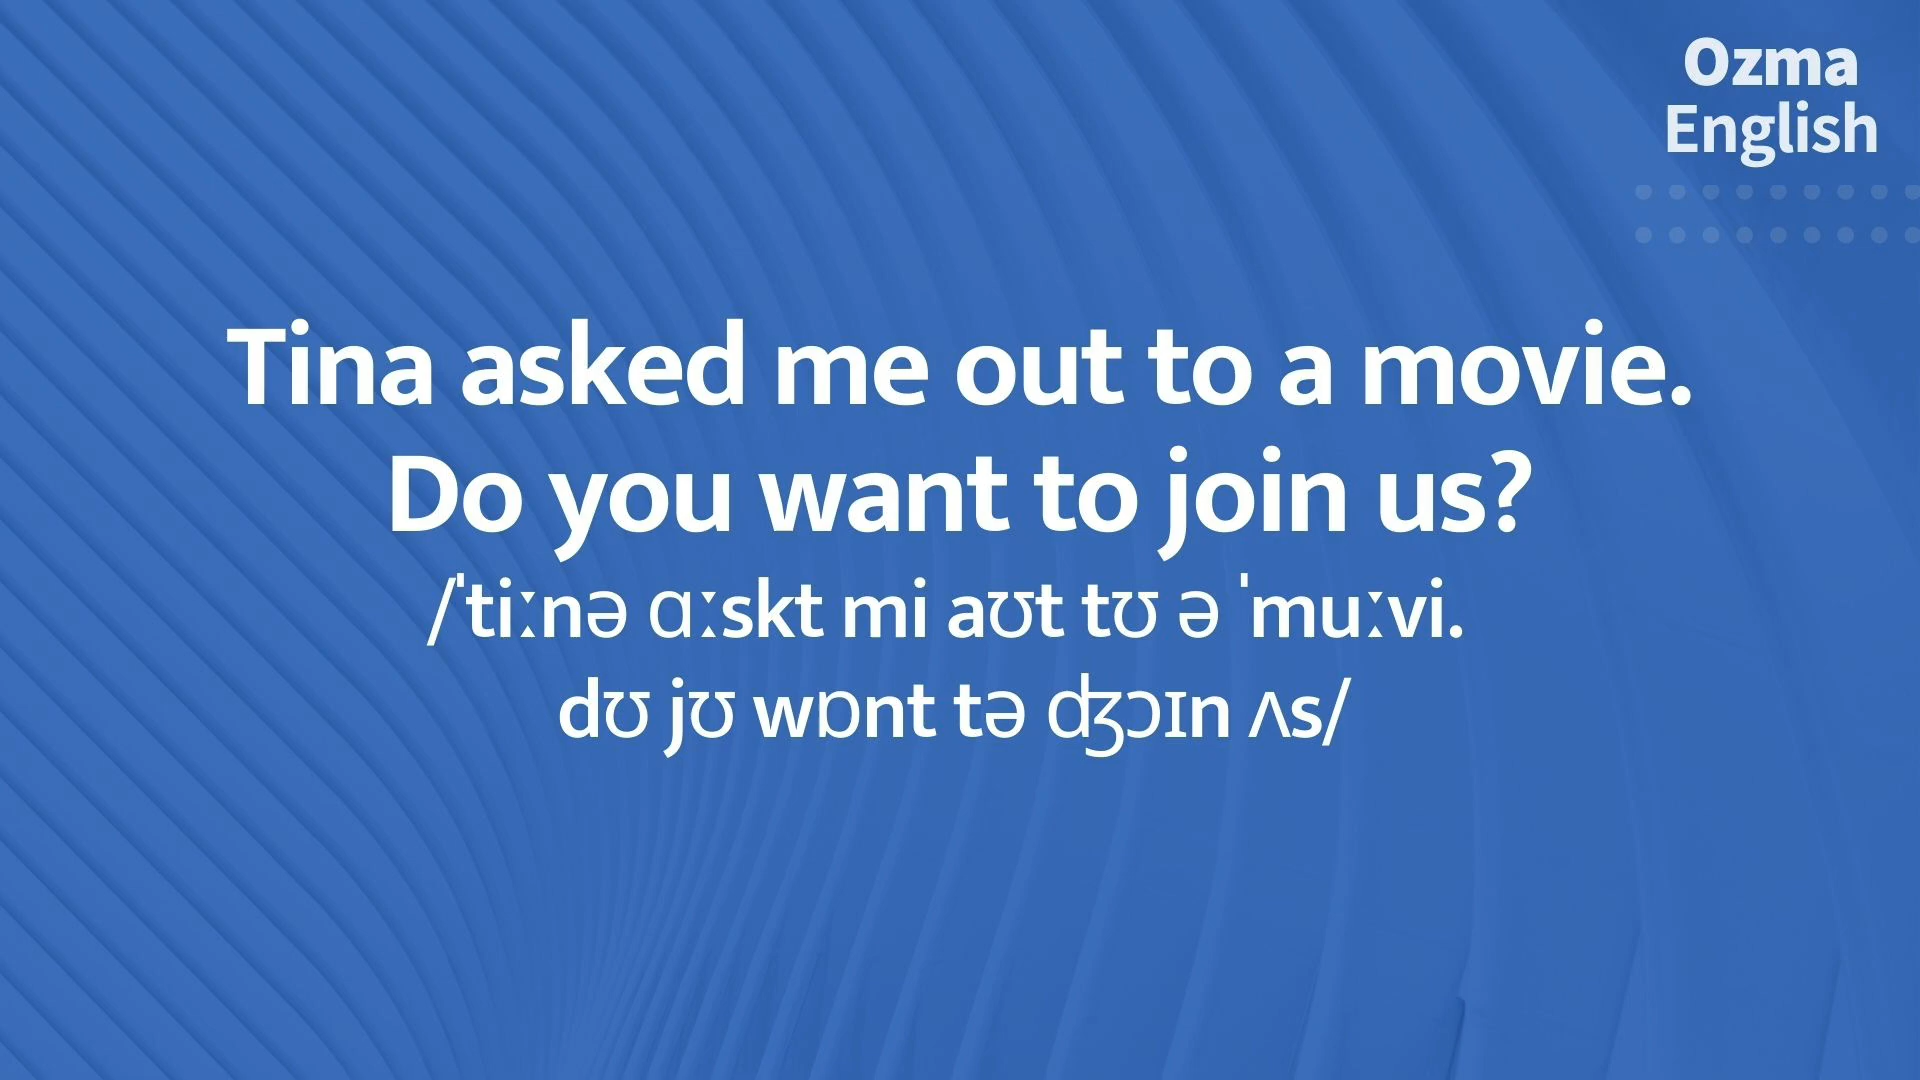 Ozma
English
Tina asked me out to a movie.
Do you want to join us?
/ˈtiːnə ɑːskt mi aʊt tʊ ə ˈmuːvi.
dʊ jʊ wɒnt tə ʤɔɪn ʌs/